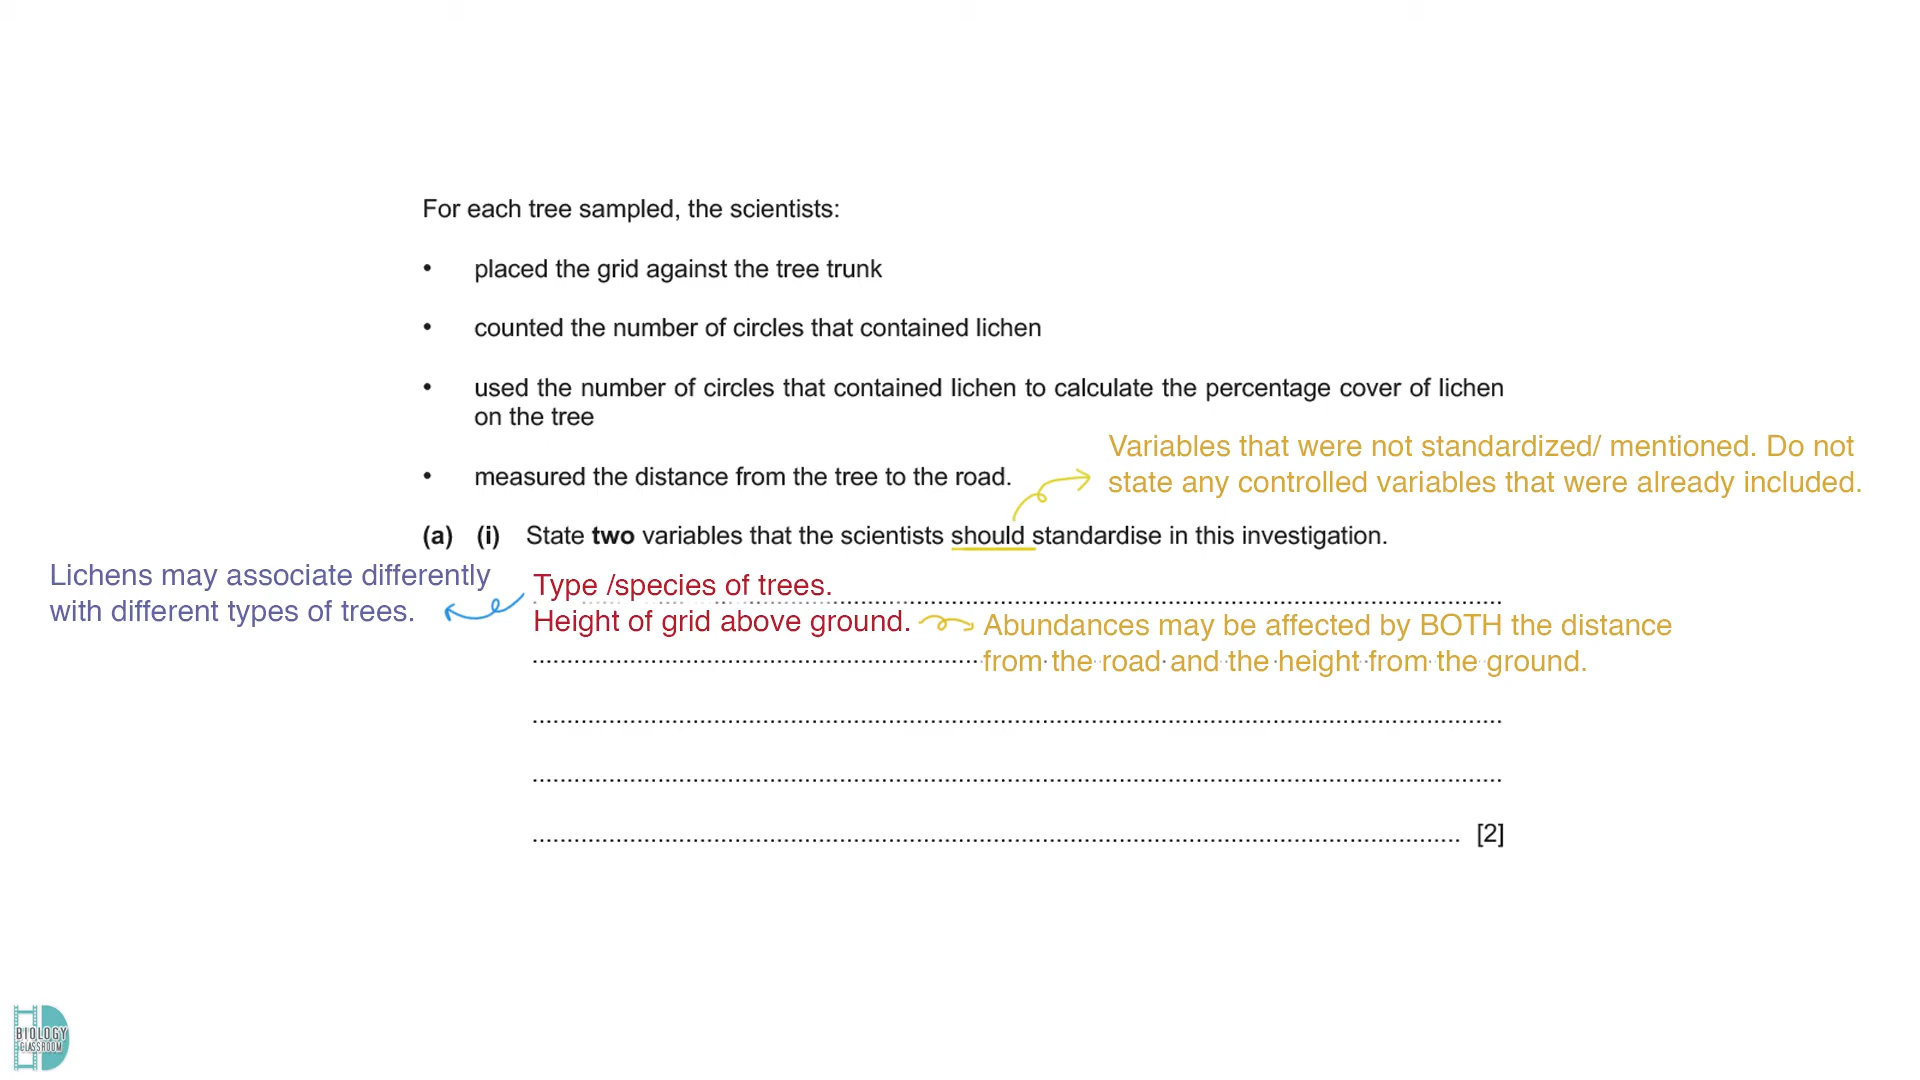 For each tree sampled, the scientists:
• placed the grid against the tree trunk
• counted the number of circles that contained lichen
• used the number of circles that contained lichen to calculate the percentage cover of lichen
on the tree
Variables that were not standardized/ mentioned. Do not
state any controlled variables that were already included.
• measured the distance from the tree to the road.
(a) (i) State two variables that the scientists should standardise in this investigation.
Lichens may associate differently
with different types of trees.
Type /species of trees.
Height of grid above ground.
Abundances may be affected by BOTH the distance
from the road and the height from the ground.
[2]
BIOLOGY
CLASSROOM